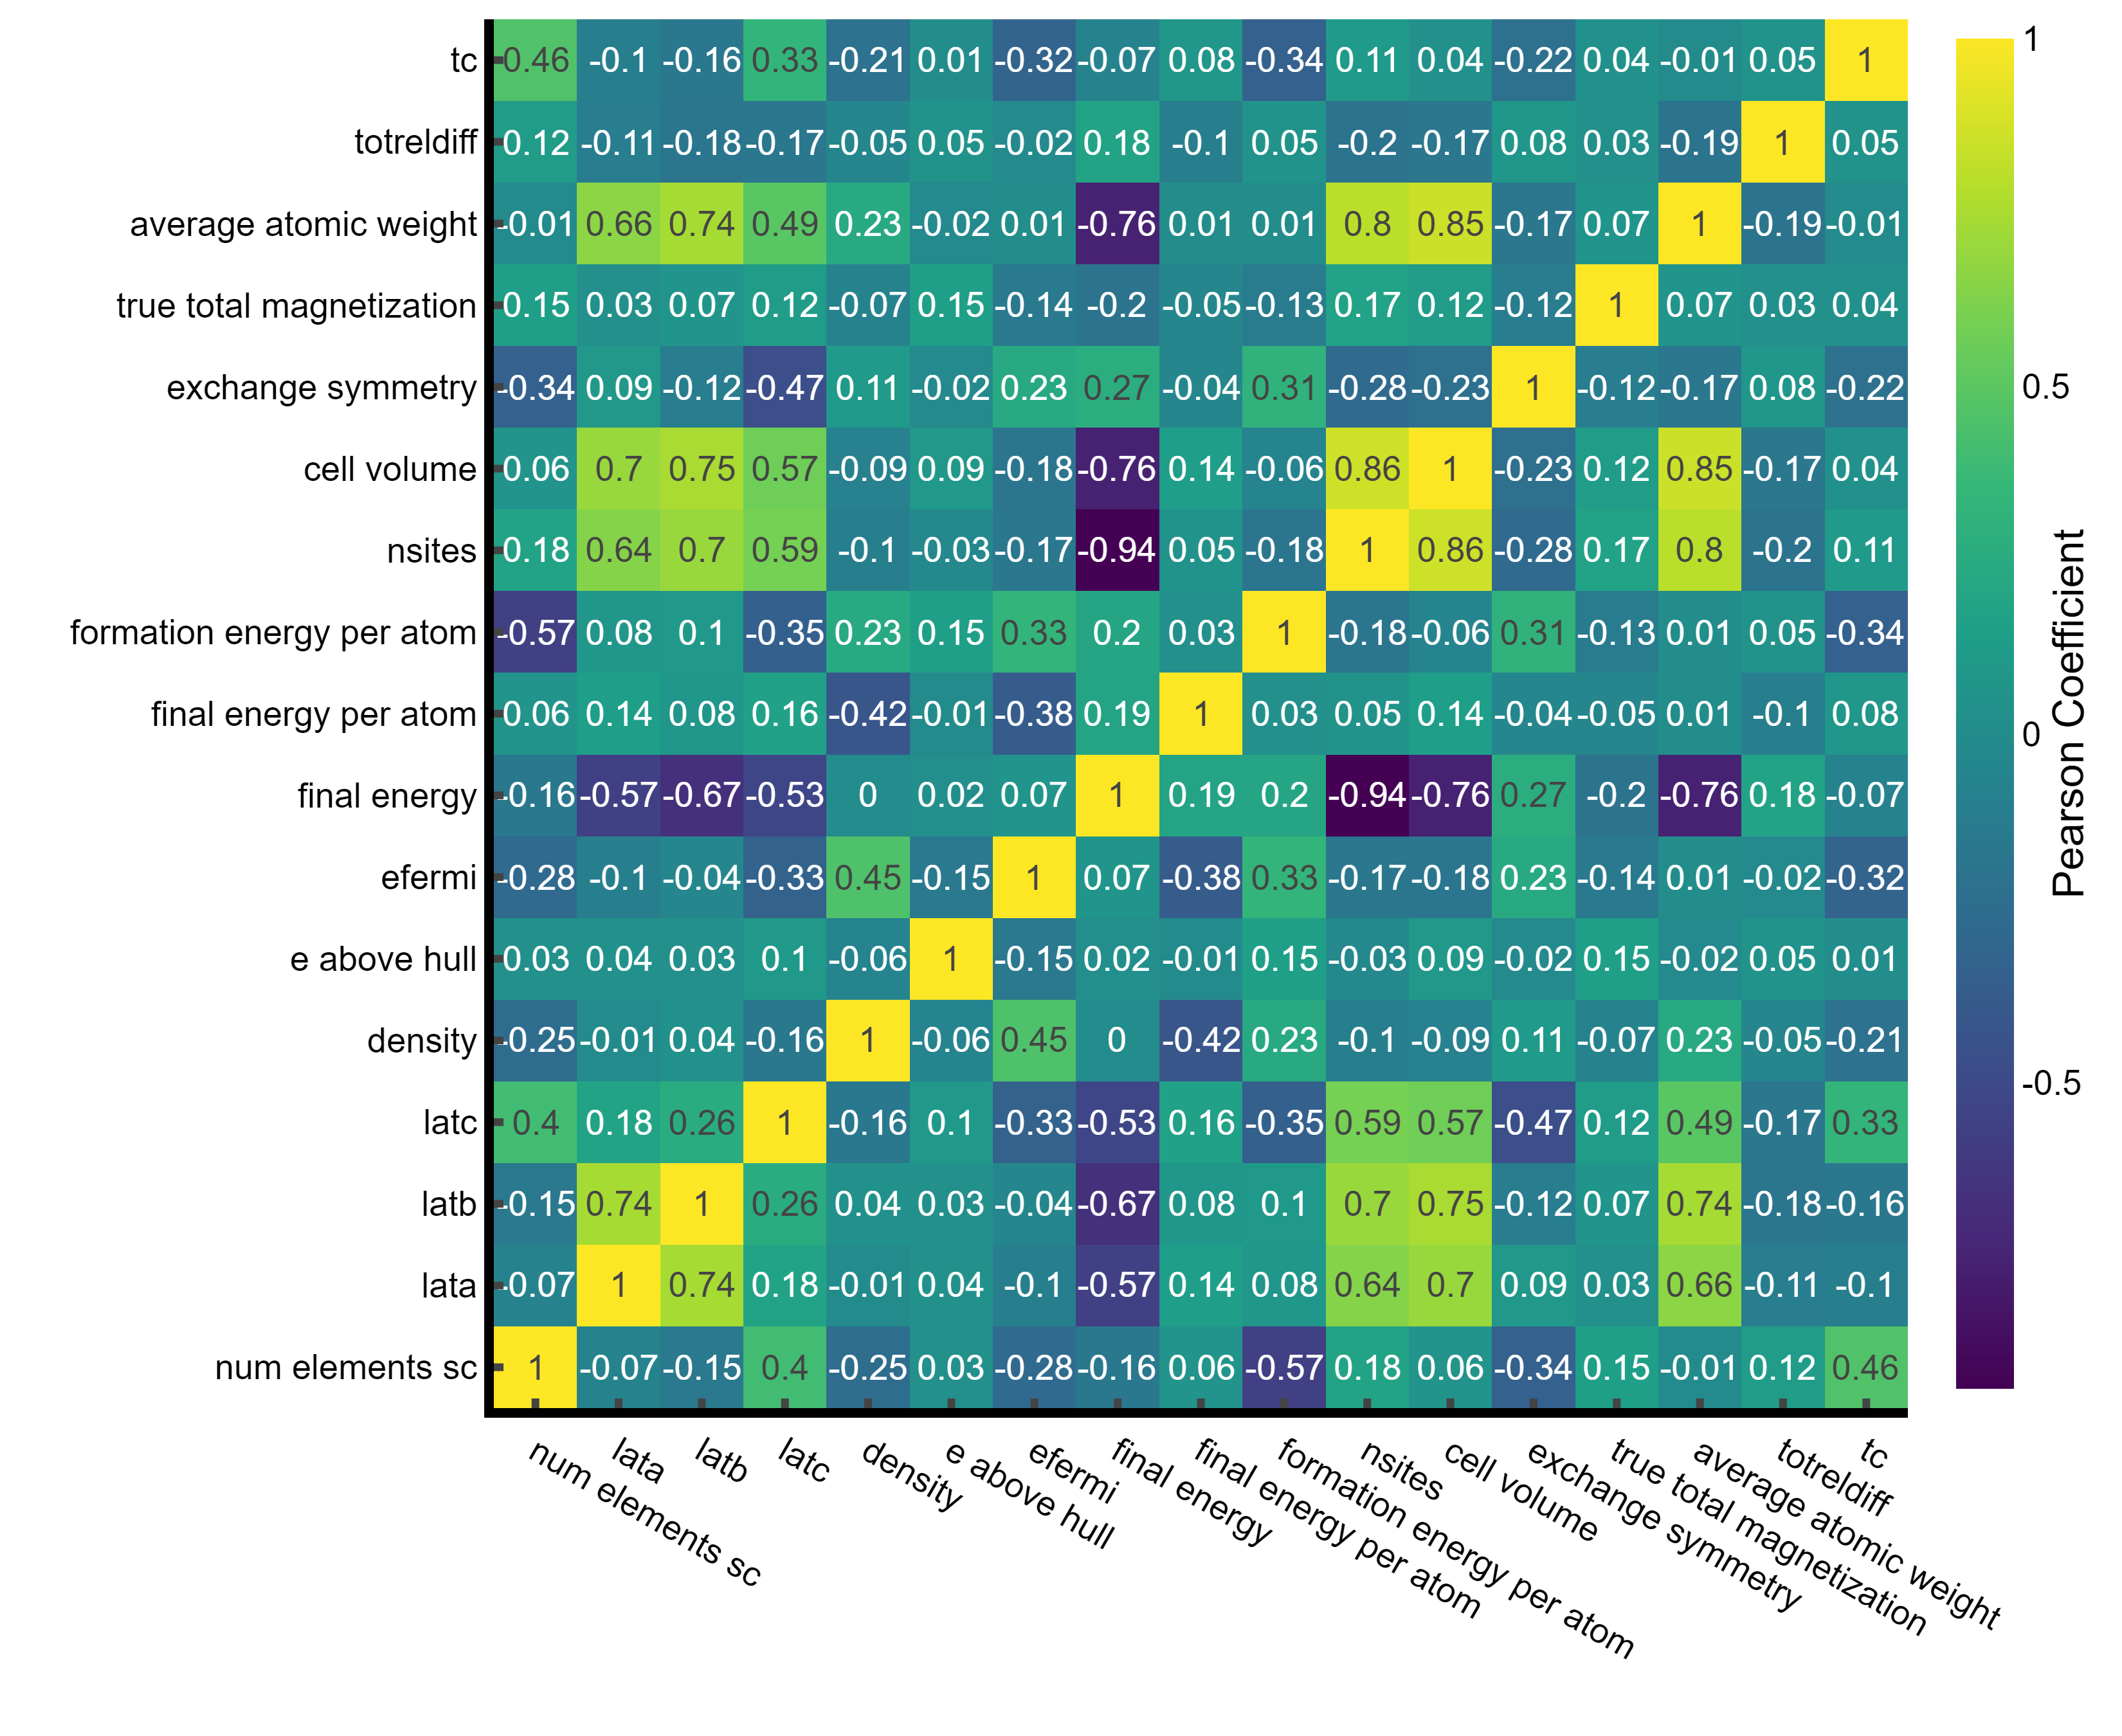 tc 0.46 -0.1 -0.16 0.33 -0.21 0.01 -0.32 -0.07 0.08 -0.34 0.11 0.04 -0.22 0.04 -0.01 0.05 1
totreldiff 0.12 -0.11 -0.18 -0.17 -0.05 0.05 -0.02 0.18 -0.1 0.05 -0.2 -0.17 0.08 0.03 -0.19 1 0.05
average atomic weight -0.01 0.66 0.74 0.49 0.23 -0.02 0.01 -0.76 0.01 0.01 0.8 0.85 -0.17 0.07 1 -0.19 -0.01
true total magnetization 0.15 0.03 0.07 0.12 -0.07 0.15 -0.14 -0.2 -0.05 -0.13 0.17 0.12 -0.12 1 0.07 0.03 0.04
exchange symmetry -0.34 0.09 -0.12 -0.47 0.11 -0.02 0.23 0.27 -0.04 0.31 -0.28 -0.23 1 -0.12 -0.17 0.08 -0.22
cell volume 0.06 0.7 0.75 0.57 -0.09 0.09 -0.18 -0.76 0.14 -0.06 0.86 1 -0.23 0.12 0.85 -0.17 0.04
nsites 0.18 0.64 0.7 0.59 -0.1 -0.03 -0.17 -0.94 0.05 -0.18 1 0.86 -0.28 0.17 0.8 -0.2 0.11
formation energy per atom -0.57 0.08 0.1 -0.35 0.23 0.15 0.33 0.2 0.03 1 -0.18 -0.06 0.31 -0.13 0.01 0.05 -0.34
final energy per atom 0.06 0.14 0.08 0.16 -0.42 -0.01 -0.38 0.19 1 0.03 0.05 0.14 -0.04 -0.05 0.01 -0.1 0.08
final energy -0.16 -0.57 -0.67 -0.53 0 0.02 0.07 1 0.19 0.2 -0.94 -0.76 0.27 -0.2 -0.76 0.18 -0.07
efermi -0.28 -0.1 -0.04 -0.33 0.45 -0.15 1 0.07 -0.38 0.33 -0.17 -0.18 0.23 -0.14 0.01 -0.02 -0.32
e above hull 0.03 0.04 0.03 0.1 -0.06 1 -0.15 0.02 -0.01 0.15 -0.03 0.09 -0.02 0.15 -0.02 0.05 0.01
density -0.25 -0.01 0.04 -0.16 1 -0.06 0.45 0 -0.42 0.23 -0.1 -0.09 0.11 -0.07 0.23 -0.05 -0.21
latc 0.4 0.18 0.26 1 -0.16 0.1 -0.33 -0.53 0.16 -0.35 0.59 0.57 -0.47 0.12 0.49 -0.17 0.33
latb -0.15 0.74 1 0.26 0.04 0.03 -0.04 -0.67 0.08 0.1 0.7 0.75 -0.12 0.07 0.74 -0.18 -0.16
lata -0.07 1 0.74 0.18 -0.01 0.04 -0.1 -0.57 0.14 0.08 0.64 0.7 0.09 0.03 0.66 -0.11 -0.1
num elements sc 1 -0.07 -0.15 0.4 -0.25 0.03 -0.28 -0.16 0.06 -0.57 0.18 0.06 -0.34 0.15 -0.01 0.12 0.46
num elements sc
lata
latb
latc
density
e above hull
efermi
final energy
final energy per atom
formation energy per atom
nsites
cell volume
exchange symmetry
true total magnetization
average atomic weight
totreldiff
tc
1
0.5
0
-0.5
Pearson Coefficient